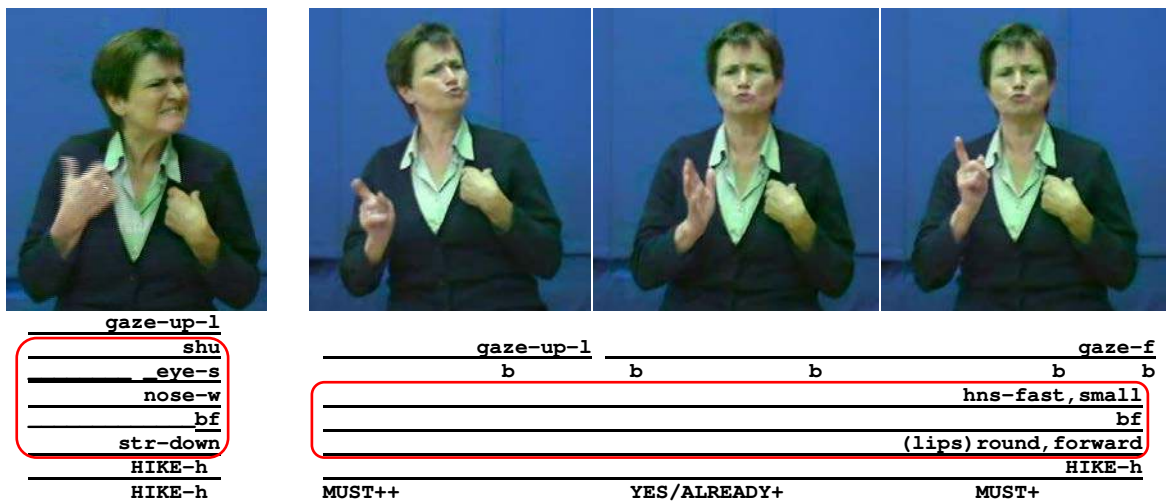 gaze-up-l
shu
_eye-s
nose-w
bf
str-down
HIKE-h
HIKE-h
gaze-up-l gaze-f
b b b b b
hns-fast,small
bf
(lips)round,forward
HIKE-h
MUST++ YES/ALREADY+ MUST+